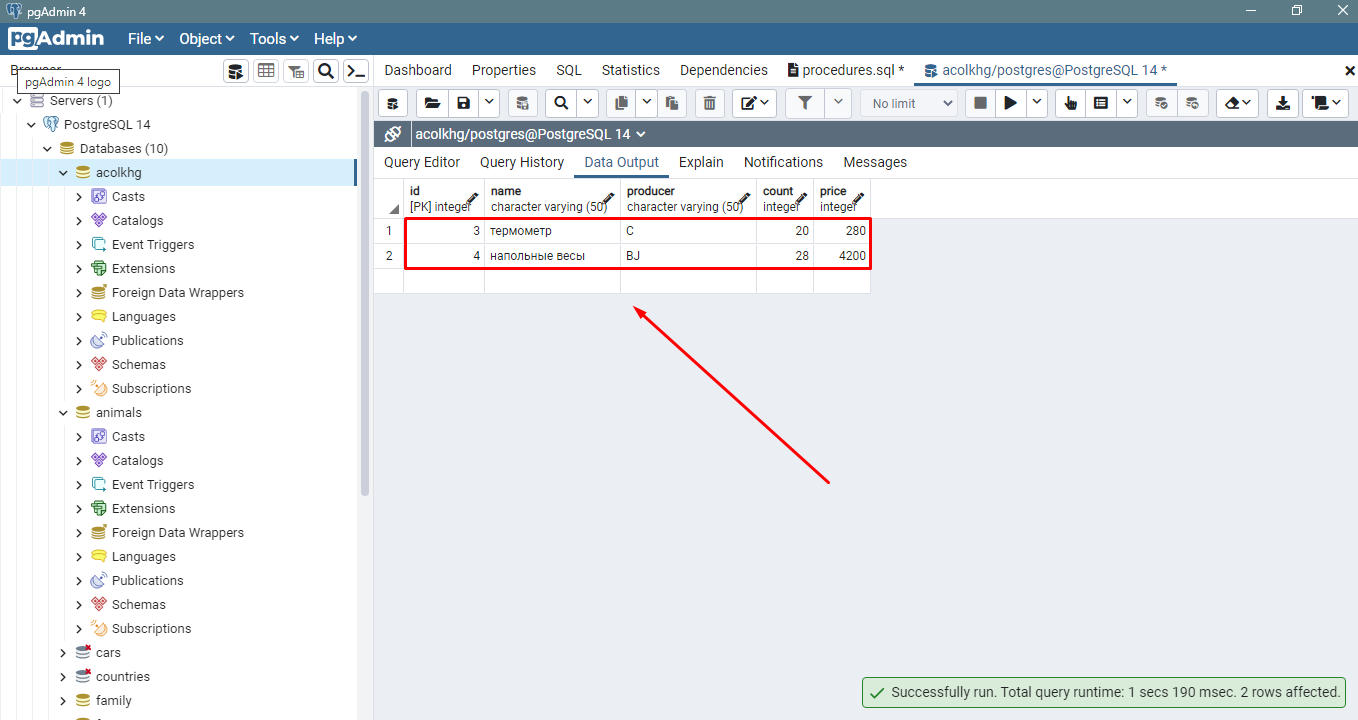 pgAdmin 4
pgAdmin File Object Tools Help
pgAdmin 4 logo
Dashboard Properties SQL Statistics Dependencies procedures.sql * acolkhg/postgres@PostgreSQL 14 *
No limit
acolkhg/postgres@PostgreSQL 14
Query Editor Query History Data Output Explain Notifications Messages
id name producer count price
[PK] integer character varying (50) character varying (50) integer integer
1 3 термометр C 20 280
2 4 напольные весы BJ 28 4200
Servers (1)
PostgreSQL 14
Databases (10)
acolkhg
Casts
Catalogs
Event Triggers
Extensions
Foreign Data Wrappers
Languages
Publications
Schemas
Subscriptions
animals
Casts
Catalogs
Event Triggers
Extensions
Foreign Data Wrappers
Languages
Publications
Schemas
Subscriptions
cars
countries
family
Successfully run. Total query runtime: 1 secs 190 msec. 2 rows affected.